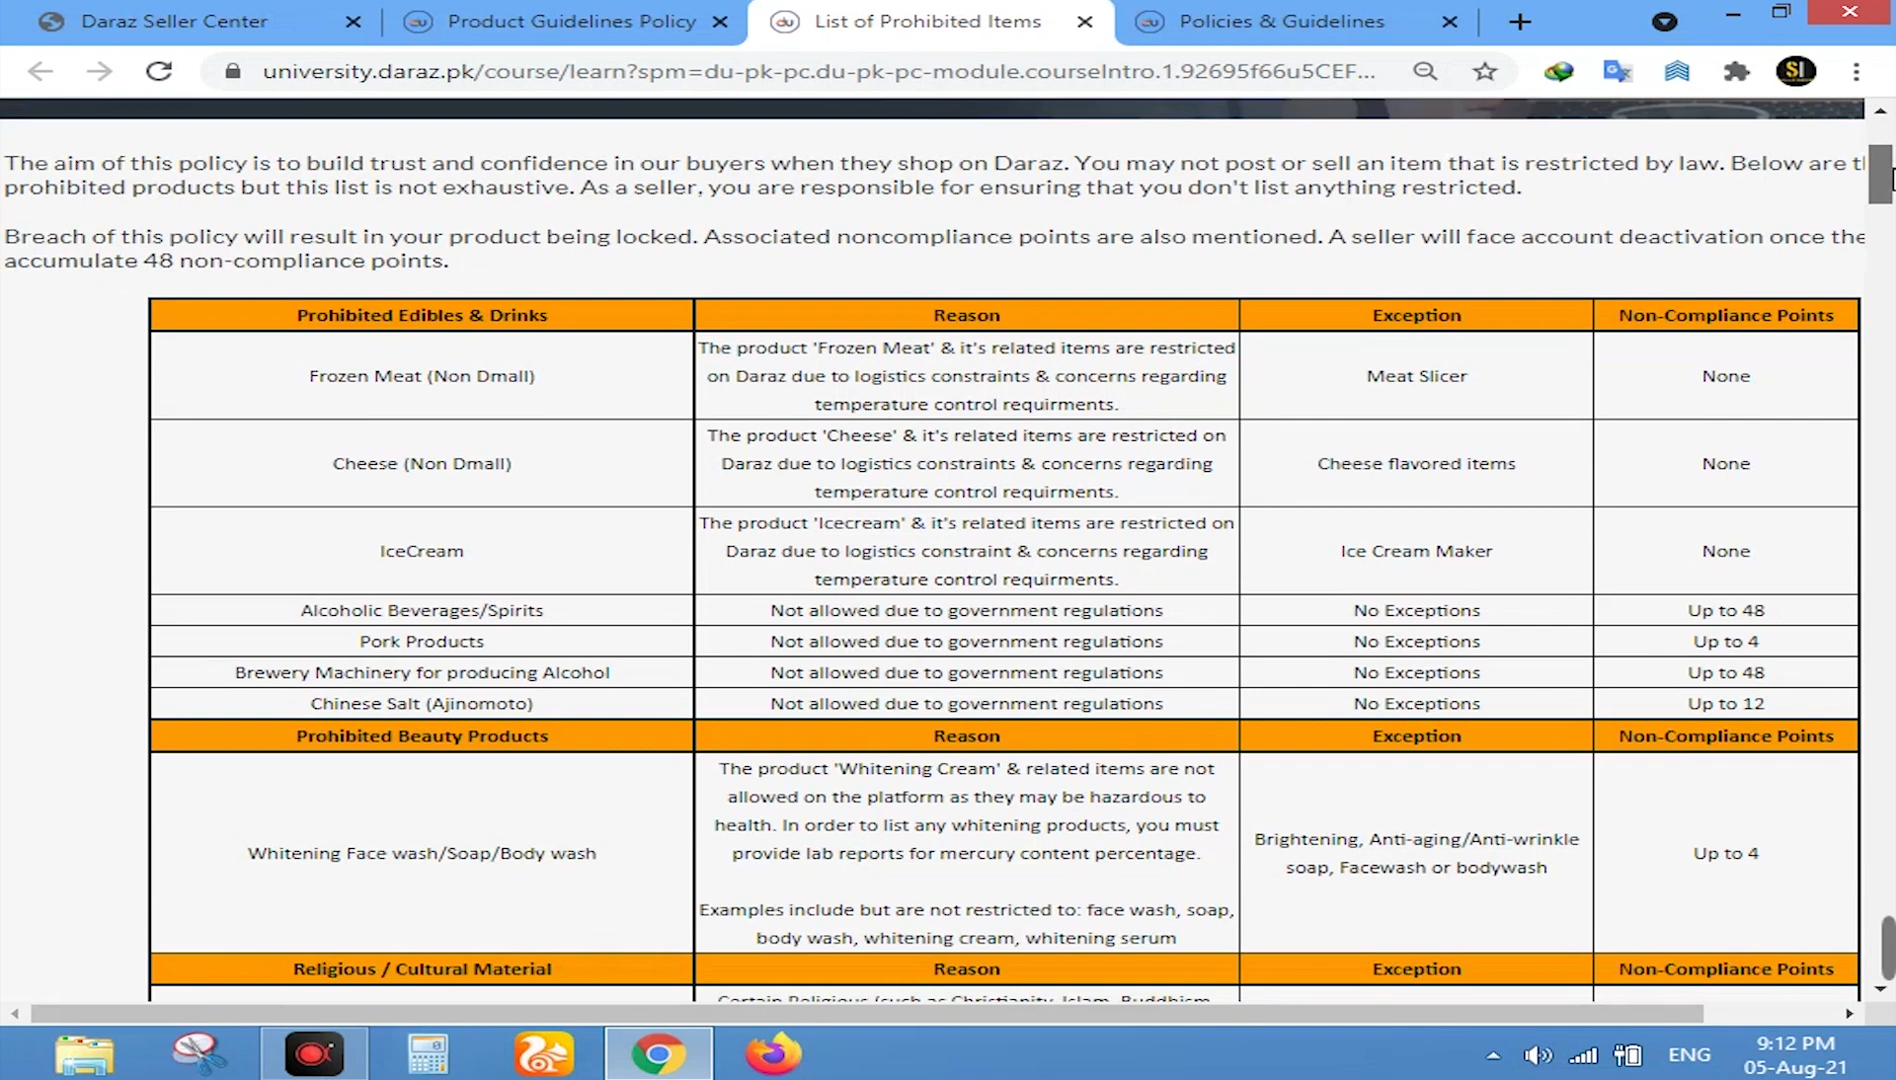 Daraz Seller Center
Product Guidelines Policy
List of Prohibited Items
Policies & Guidelines
university.daraz.pk/course/learn?spm=du-pk-pc.du-pk-pc-module.courseIntro.1.92695f66u5CEF...
SI
The aim of this policy is to build trust and confidence in our buyers when they shop on Daraz. You may not post or sell an item that is restricted by law. Below are
prohibited products but this list is not exhaustive. As a seller, you are responsible for ensuring that you don't list anything restricted.
Breach of this policy will result in your product being locked. Associated noncompliance points are also mentioned. A seller will face account deactivation once
accumulate 48 non-compliance points.
Prohibited Edibles & Drinks Reason Exception Non-Compliance Points
The product 'Frozen Meat' & it's related items are restricted
Frozen Meat (Non Dmall) on Daraz due to logistics constraints & concerns regarding Meat Slicer None
temperature control requirments.
The product 'Cheese' & it's related items are restricted on
Cheese (Non Dmall) Daraz due to logistics constraints & concerns regarding Cheese flavored items None
temperature control requirments.
The product 'Icecream' & it's related items are restricted on
IceCream Daraz due to logistics constraint & concerns regarding Ice Cream Maker None
temperature control requirments.
Alcoholic Beverages/Spirits Not allowed due to government regulations No Exceptions Up to 48
Pork Products Not allowed due to government regulations No Exceptions Up to 4
Brewery Machinery for producing Alcohol Not allowed due to government regulations No Exceptions Up to 48
Chinese Salt (Ajinomoto) Not allowed due to government regulations No Exceptions Up to 12
Prohibited Beauty Products Reason Exception Non-Compliance Points
The product 'Whitening Cream' & related items are not
allowed on the platform as they may be hazardous to
health. In order to list any whitening products, you must
provide lab reports for mercury content percentage.
Whitening Face wash/Soap/Body wash Brightening, Anti-aging/Anti-wrinkle Up to 4
soap, Facewash or bodywash
Examples include but are not restricted to: face wash, soap,
body wash, whitening cream, whitening serum
Religious / Cultural Material Reason Exception Non-Compliance Points
Certain Religious (such as Christianity, Islam, Buddhism
ENG
9:12 PM
05-Aug-21